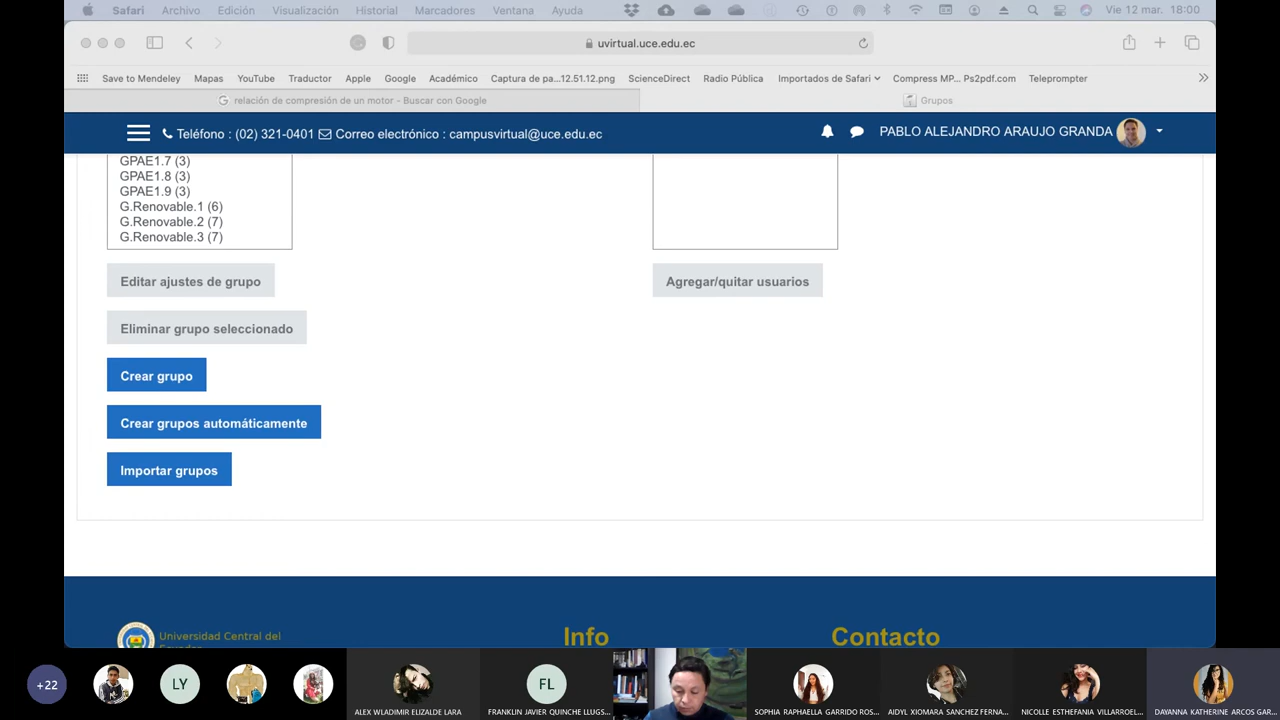 Safari Archivo Edición Visualización Historial Marcadores Ventana Ayuda Vie 12 mar. 18:00
uvirtual.uce.edu.ec
Save to Mendeley Mapas YouTube Traductor Apple Google Académico Captura de pa...12.51.12.png ScienceDirect Radio Pública Importados de Safari Compress MP... Ps2pdf.com Teleprompter
relación de compresión de un motor - Buscar con Google Grupos
Teléfono : (02) 321-0401 Correo electrónico : campusvirtual@uce.edu.ec PABLO ALEJANDRO ARAUJO GRANDA
GPAE1.7 (3)
GPAE1.8 (3)
GPAE1.9 (3)
G.Renovable.1 (6)
G.Renovable.2 (7)
G.Renovable.3 (7)
Editar ajustes de grupo Agregar/quitar usuarios
Eliminar grupo seleccionado
Crear grupo
Crear grupos automáticamente
Importar grupos
Universidad Central del Info Contacto
+22 LY FL
ALEX WLADIMIR ELIZALDE LARA FRANKLIN JAVIER QUINCHE LLUGS... SOPHIA RAPHAELLA GARRIDO ROS... AIDYL XIOMARA SANCHEZ FERNA... NICOLLE ESTHEFANIA VILLARROEL... DAYANNA KATHERINE ARCOS GAR...